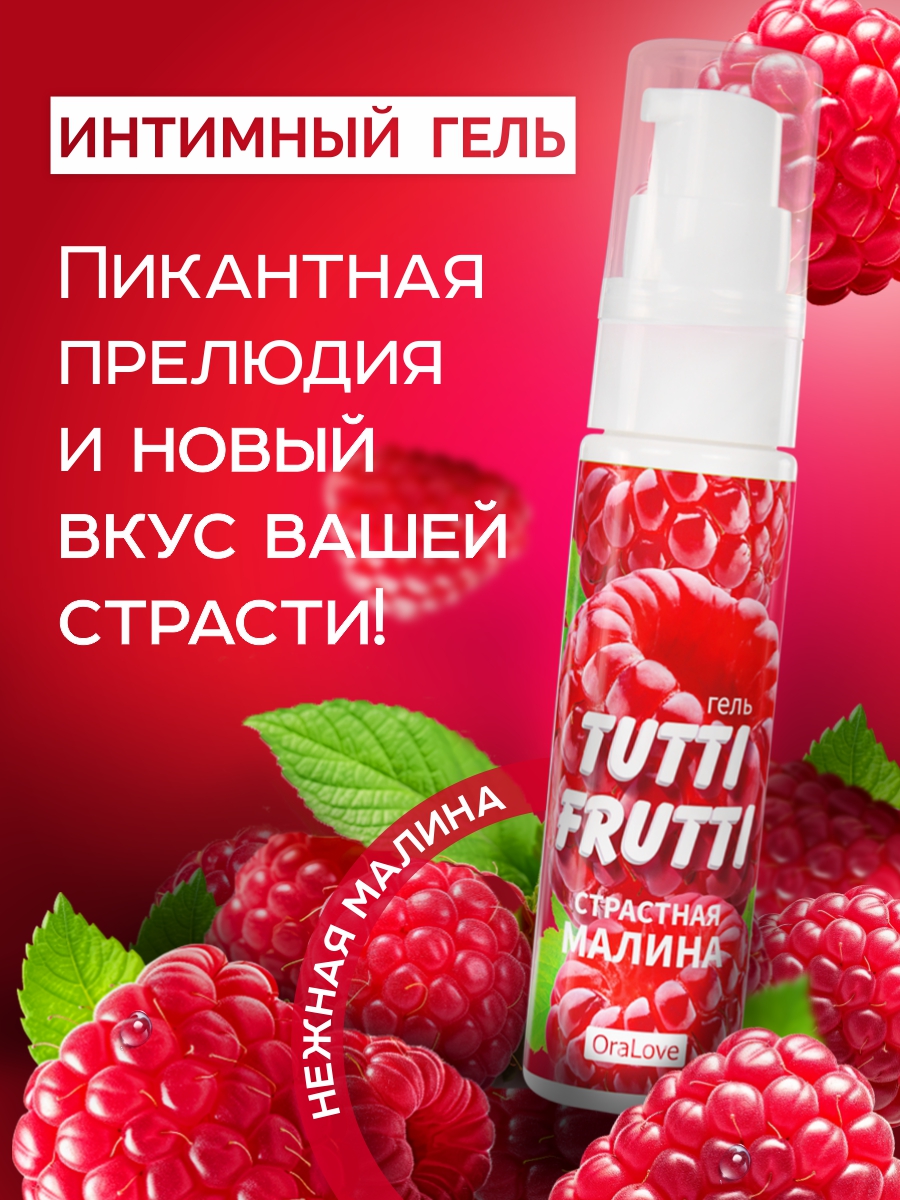 ИНТИМНЫЙ ГЕЛЬ
Пикантная
прелюдия
и новый
вкус вашей
страсти!
НЕЖНАЯ МАЛИНА
гель
TUTTI
FRUTTI
СТРАСТНАЯ
МАЛИНА
OraLove